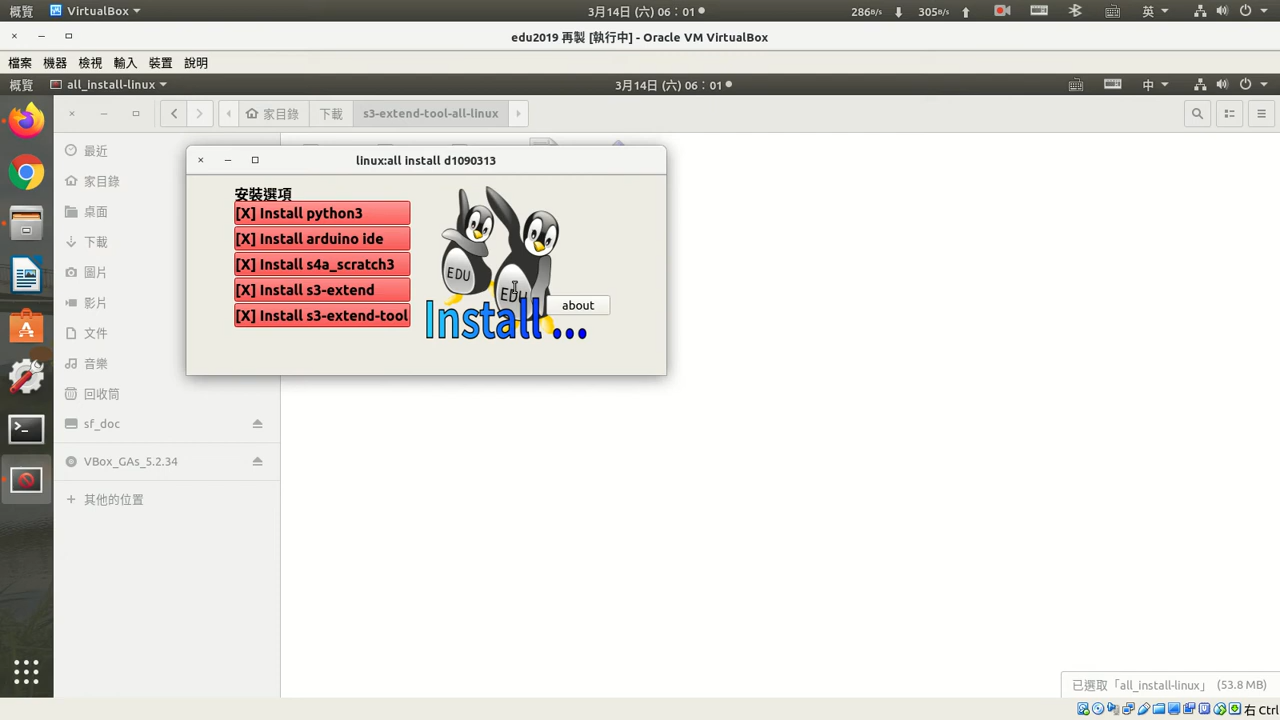 概覽 VirtualBox 3月14日 (六) 06：01 286B/s 305B/s 英
edu2019 再製 [執行中] - Oracle VM VirtualBox
檔案 機器 檢視 輸入 裝置 說明
概覽 all_install-linux 3月14日 (六) 06：01 中
家目錄 下載 s3-extend-tool-all-linux
最近
家目錄
桌面
下載
圖片
影片
文件
音樂
回收筒
sf_doc
VBox_GAs_5.2.34
其他的位置
linux:all install d1090313
安裝選項
[X] Install python3
[X] Install arduino ide
[X] Install s4a_scratch3
[X] Install s3-extend
[X] Install s3-extend-tool
EDU
EDU
Install ...
about
已選取「all_install-linux」 (53.8 MB)
右 Ctrl